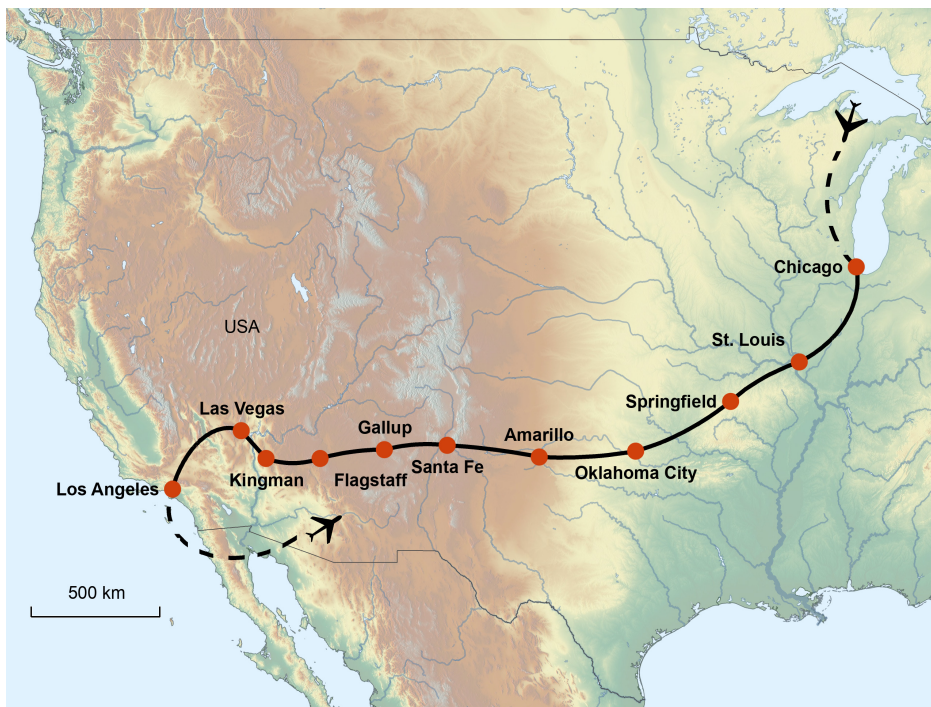 Chicago
USA
St. Louis
Springfield
Las Vegas
Gallup
Amarillo
Santa Fe
Oklahoma City
Kingman
Flagstaff
Los Angeles
500 km